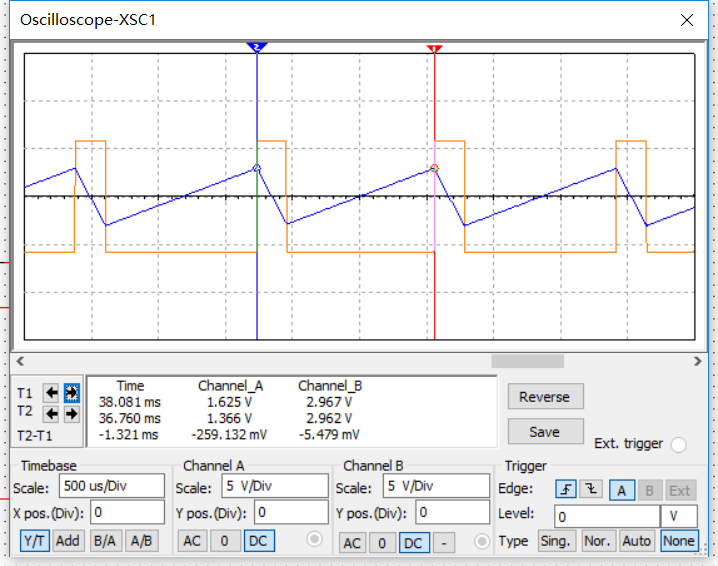 Oscilloscope-XSC1
2
1
Time Channel_A Channel_B
T1 38.081 ms 1.625 V 2.967 V
T2 36.760 ms 1.366 V 2.962 V
T2-T1 -1.321 ms -259.132 mV -5.479 mV
Reverse
Save
Ext. trigger
Timebase Channel A Channel B Trigger
Scale: 500 us/Div Scale: 5 V/Div Scale: 5 V/Div Edge: A B Ext
X pos.(Div): 0 Y pos.(Div): 0 Y pos.(Div): 0 Level: 0 V
Y/T Add B/A A/B AC 0 DC AC 0 DC - Type Sing. Nor. Auto None